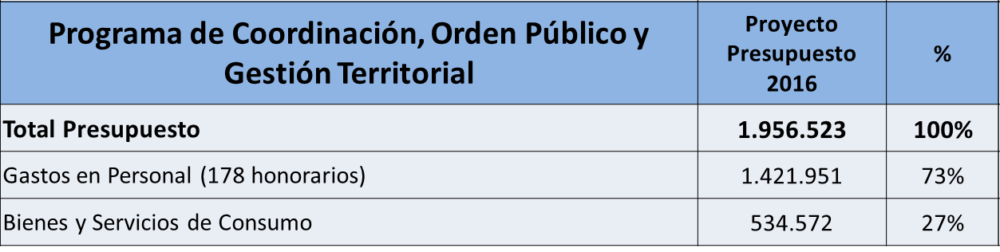 Programa de Coordinación, Orden Público y
Gestión Territorial
Proyecto
Presupuesto
2016
%
Total Presupuesto 1.956.523 100%
Gastos en Personal (178 honorarios) 1.421.951 73%
Bienes y Servicios de Consumo 534.572 27%